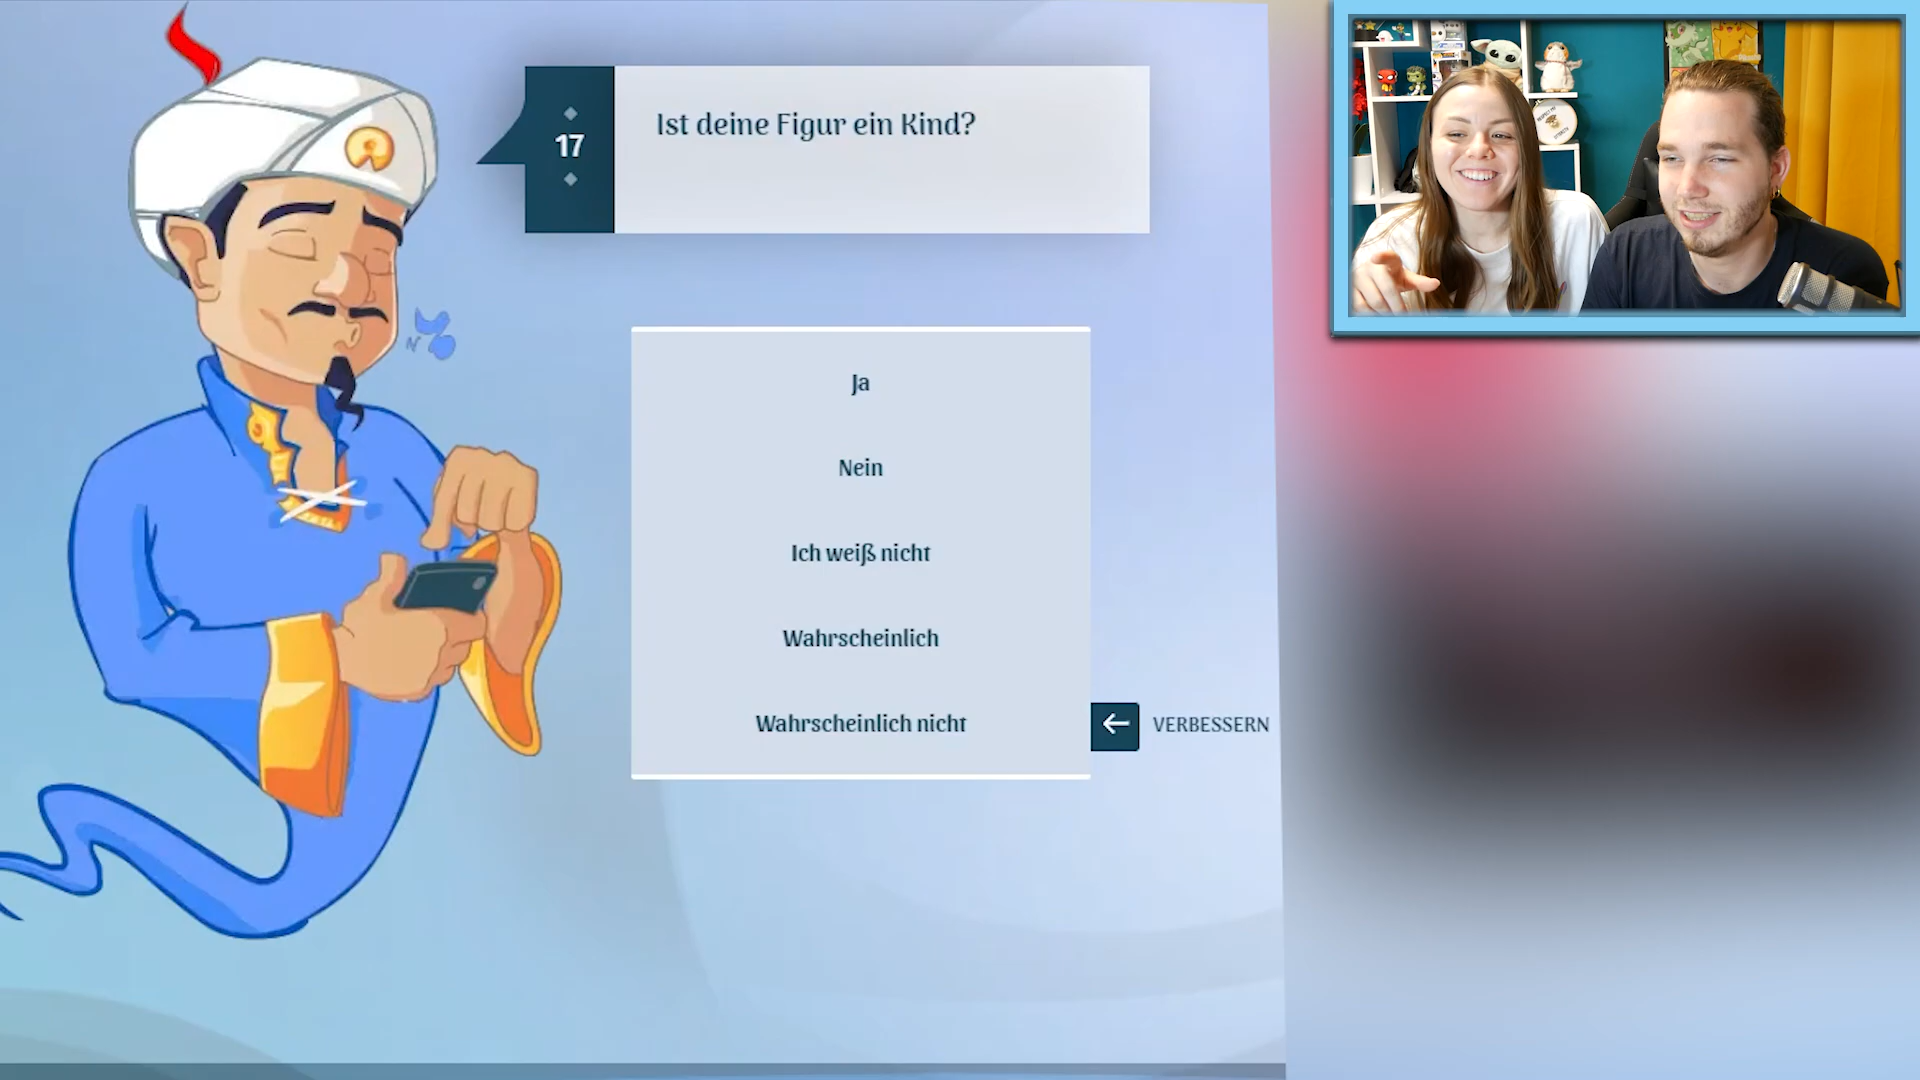 17
Ist deine Figur ein Kind?
Ja
Nein
Ich weiß nicht
Wahrscheinlich
Wahrscheinlich nicht
VERBESSERN